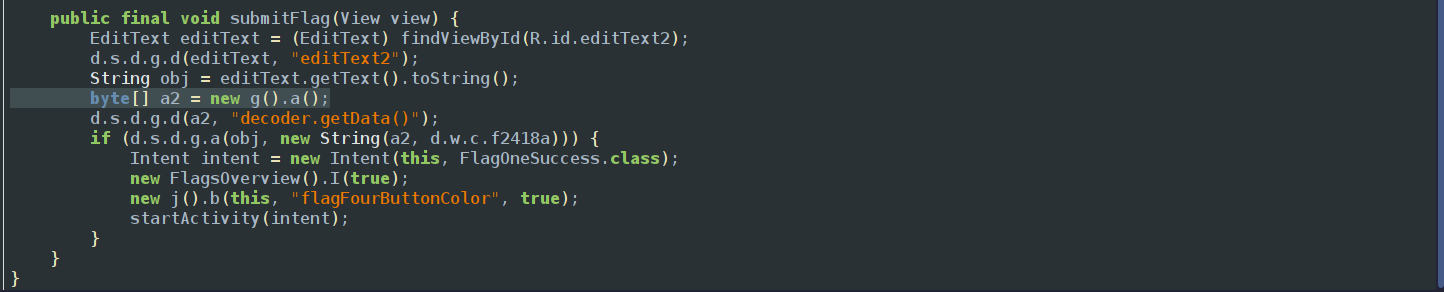 public final void submitFlag(View view) {
EditText editText = (EditText) findViewById(R.id.editText2);
d.s.d.g.d(editText, "editText2");
String obj = editText.getText().toString();
byte[] a2 = new g().a();
d.s.d.g.d(a2, "decoder.getData()");
if (d.s.d.g.a(obj, new String(a2, d.w.c.f2418a))) {
Intent intent = new Intent(this, FlagOneSuccess.class);
new FlagsOverview().I(true);
new j().b(this, "flagFourButtonColor", true);
startActivity(intent);
}
}
}